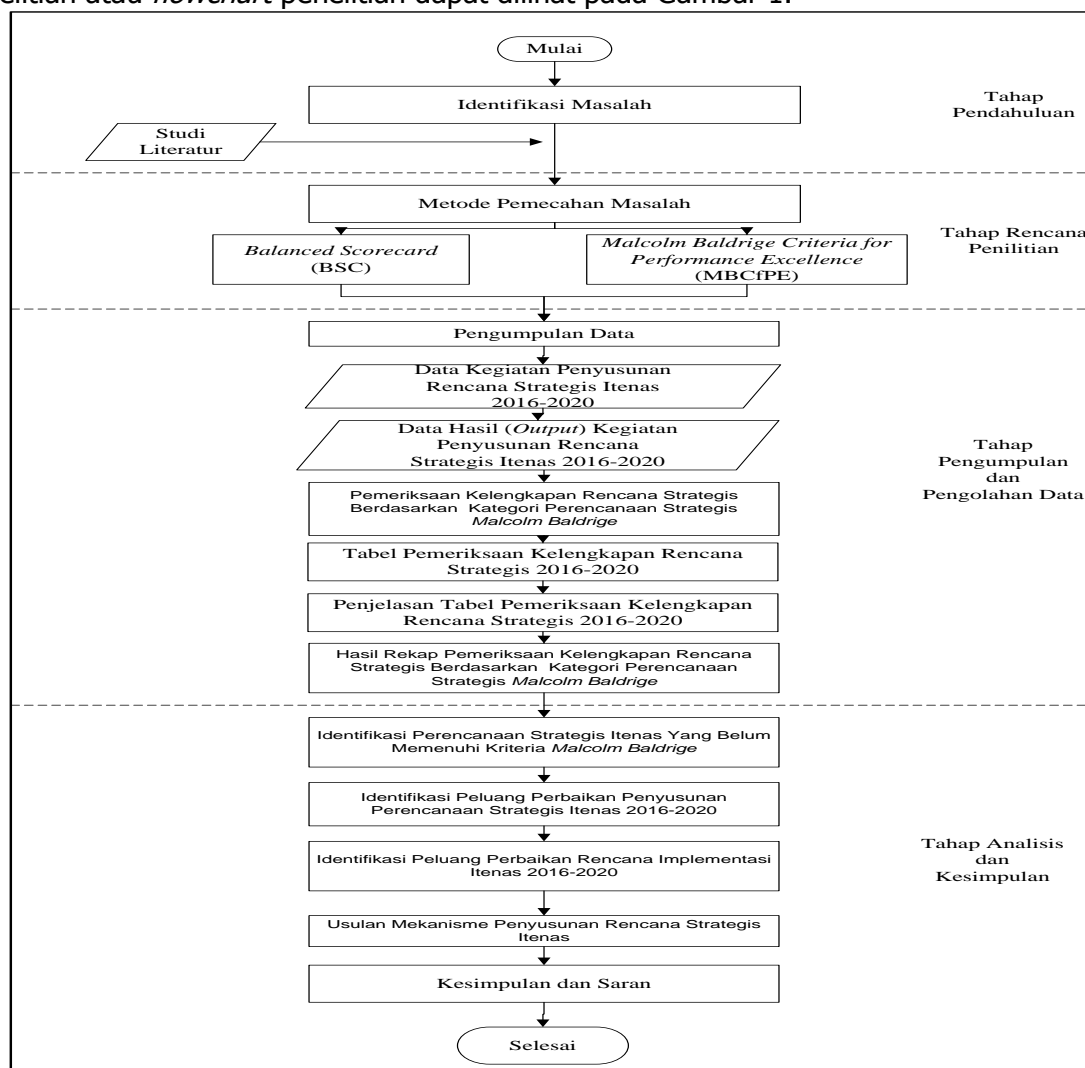 elitian atau flowchart penelitian dapat dilihat pada Gambar 1.
Mulai
Identifikasi Masalah
Tahap
Pendahuluan
Studi
Literatur
Metode Pemecahan Masalah
Tahap Rencana
Penilitian
Balanced Scorecard
(BSC)
Malcolm Baldrige Criteria for
Performance Excellence
(MBCfPE)
Pengumpulan Data
Data Kegiatan Penyusunan
Rencana Strategis Itenas
2016-2020
Data Hasil (Output) Kegiatan
Penyusunan Rencana
Strategis Itenas 2016-2020
Tahap
Pengumpulan
dan
Pengolahan Data
Pemeriksaan Kelengkapan Rencana Strategis
Berdasarkan Kategori Perencanaan Strategis
Malcolm Baldrige
Tabel Pemeriksaan Kelengkapan Rencana
Strategis 2016-2020
Penjelasan Tabel Pemeriksaan Kelengkapan
Rencana Strategis 2016-2020
Hasil Rekap Pemeriksaan Kelengkapan Rencana
Strategis Berdasarkan Kategori Perencanaan
Strategis Malcolm Baldrige
Identifikasi Perencanaan Strategis Itenas Yang Belum
Memenuhi Kriteria Malcolm Baldrige
Identifikasi Peluang Perbaikan Penyusunan
Perencanaan Strategis Itenas 2016-2020
Identifikasi Peluang Perbaikan Rencana Implementasi
Itenas 2016-2020
Tahap Analisis
dan
Kesimpulan
Usulan Mekanisme Penyusunan Rencana Strategis
Itenas
Kesimpulan dan Saran
Selesai